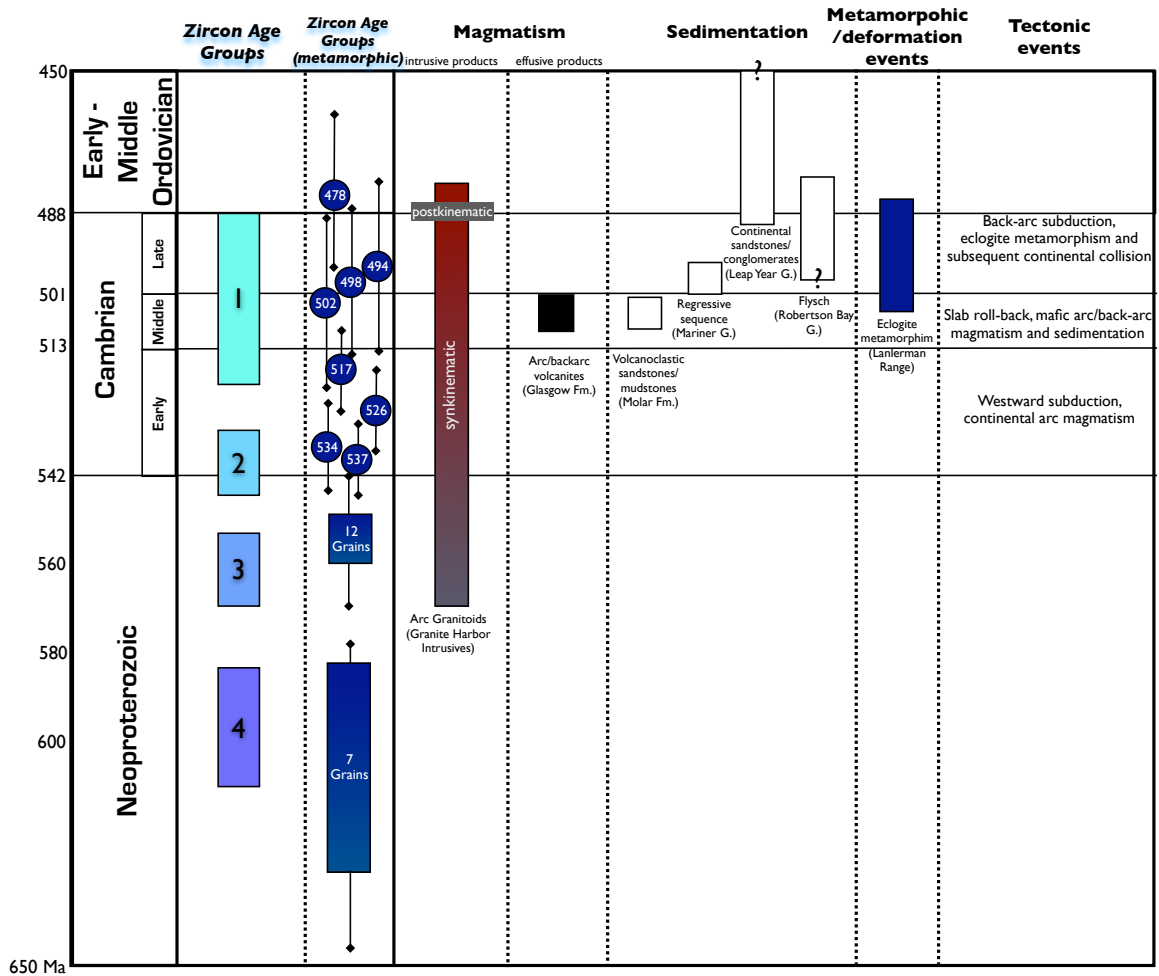 Zircon Age
Groups
Zircon Age
Groups
(metamorphic)
Magmatism
intrusive products
effusive products
Sedimentation
Metamorpohic
/deformation
events
Tectonic
events
450
488
501
513
542
560
580
600
650 Ma
Early -
Middle
Ordovician
Cambrian
Late
Middle
Early
Neoproterozoic
1
2
3
4
478
494
498
502
517
526
534
537
12
Grains
7
Grains
postkinematic
synkinematic
Arc Granitoids
(Granite Harbor
Intrusives)
Arc/backarc
volcanites
(Glasgow Fm.)
Volcanoclastic
sandstones/
mudstones
(Molar Fm.)
Regressive
sequence
(Mariner G.)
?
Continental
sandstones/
conglomerates
(Leap Year G.)
?
Flysch
(Robertson Bay
G.)
Eclogite
metamorphim
(Lanlerman
Range)
Back-arc subduction,
eclogite metamorphism and
subsequent continental collision
Slab roll-back, mafic arc/back-arc
magmatism and sedimentation
Westward subduction,
continental arc magmatism